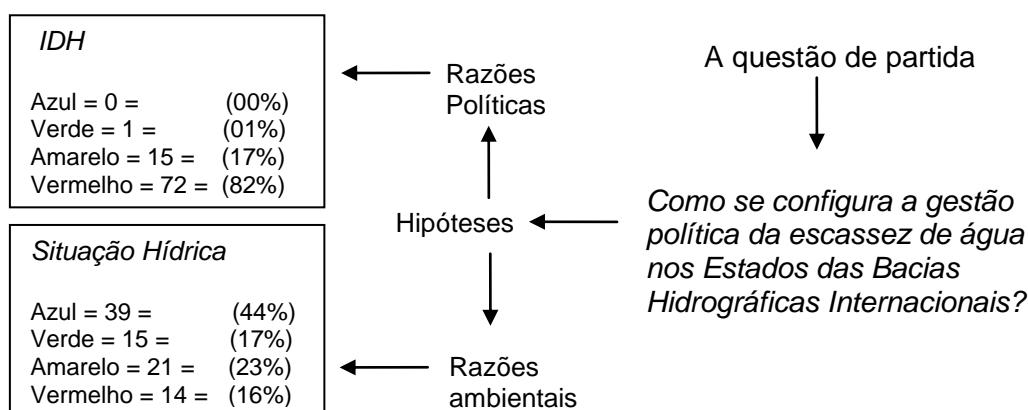 IDH
Azul = 0 = (00%)
Verde = 1 = (01%)
Amarelo = 15 = (17%)
Vermelho = 72 = (82%)
Situação Hídrica
Azul = 39 = (44%)
Verde = 15 = (17%)
Amarelo = 21 = (23%)
Vermelho = 14 = (16%)
Razões
Políticas
Hipóteses
Razões
ambientais
A questão de partida
Como se configura a gestão
política da escassez de água
nos Estados das Bacias
Hidrográficas Internacionais?